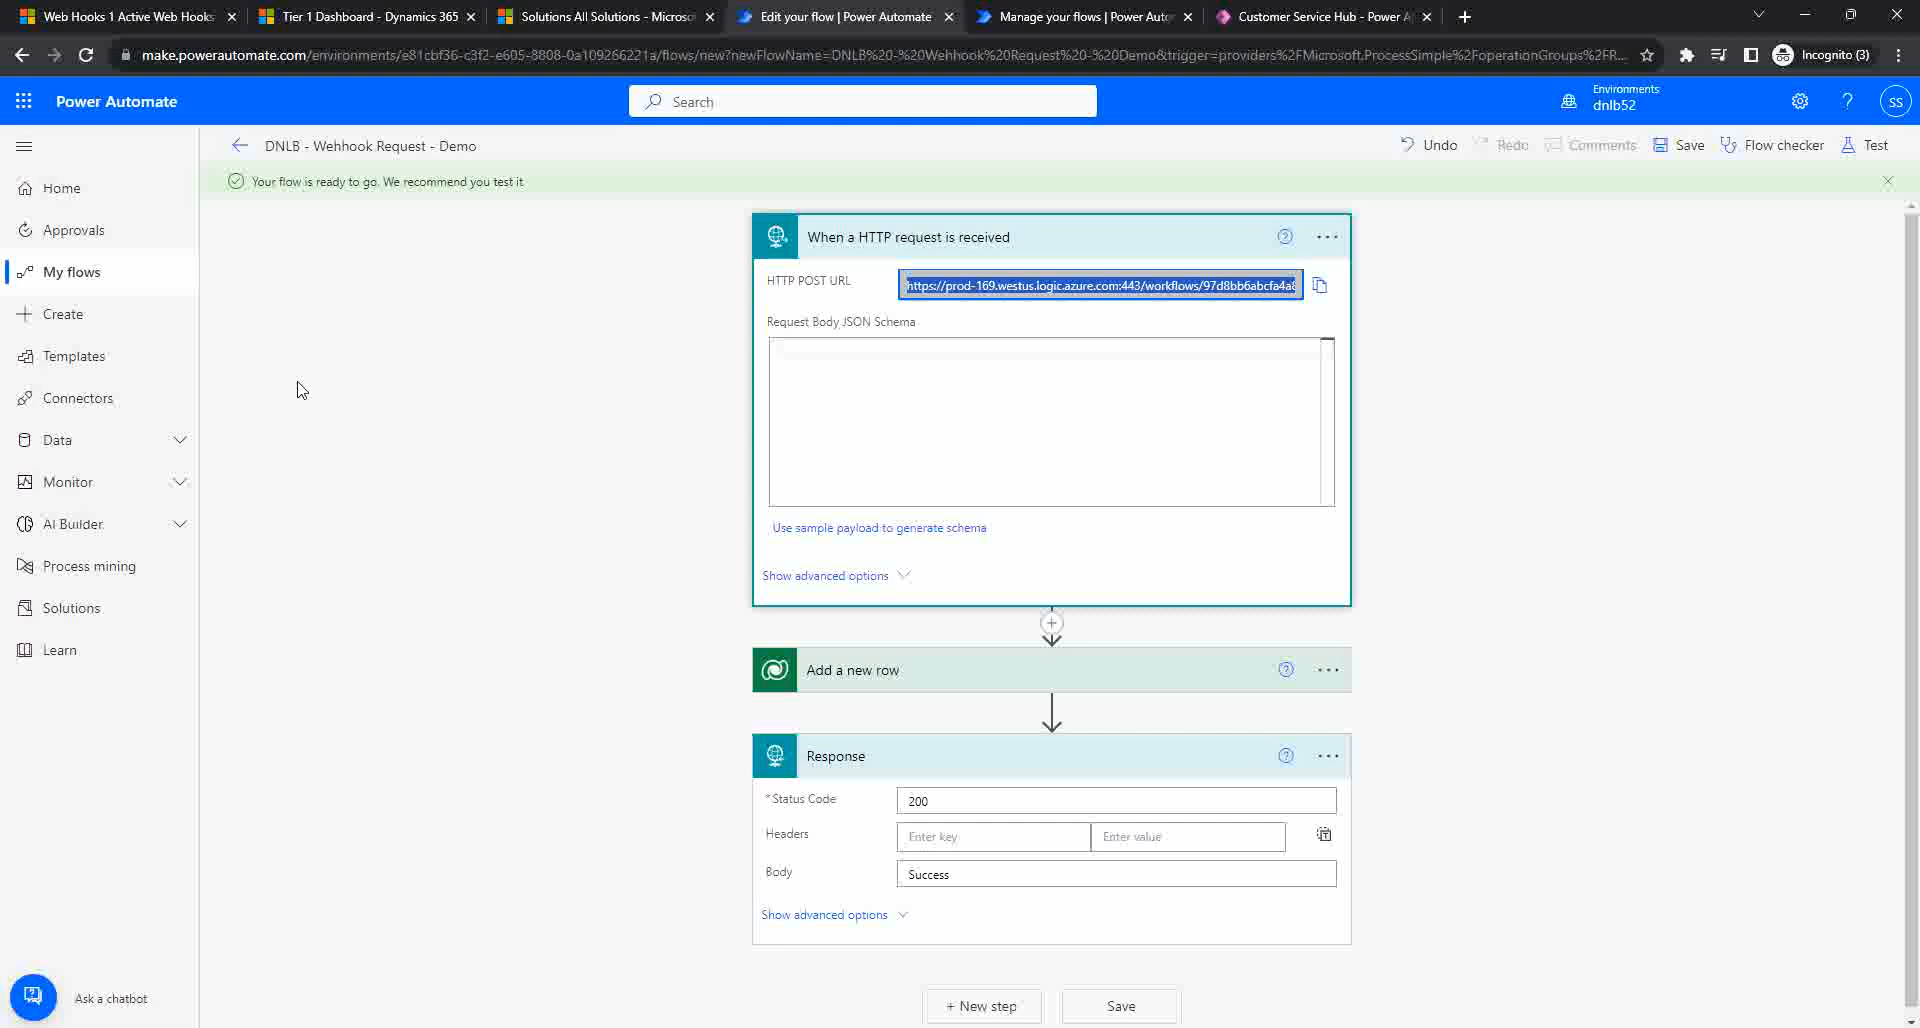 Web Hooks 1 Active Web Hooks
Tier 1 Dashboard - Dynamics 365
Solutions All Solutions - Microso
Edit your flow | Power Automate
Manage your flows | Power Auto
Customer Service Hub - Power A
make.powerautomate.com/environments/e81cbf36-c3f2-e605-8808-0a109266221a/flows/new?newFlowName=DNLB%20-%20Wehhook%20Request%20-%20Demo&trigger=providers%2FMicrosoft.ProcessSimple%2FoperationGroups%2FR...
Incognito (3)
Power Automate
Search
Environments
dnlb52
SS
DNLB - Wehhook Request - Demo
Undo
Redo
Comments
Save
Flow checker
Test
Your flow is ready to go. We recommend you test it
Home
Approvals
My flows
Create
Templates
Connectors
Data
Monitor
AI Builder
Process mining
Solutions
Learn
Ask a chatbot
When a HTTP request is received
HTTP POST URL
https://prod-169.westus.logic.azure.com:443/workflows/97d8bb6abcfa4a8
Request Body JSON Schema
Use sample payload to generate schema
Show advanced options
Add a new row
Response
* Status Code
200
Headers
Enter key
Enter value
Body
Success
Show advanced options
+ New step
Save